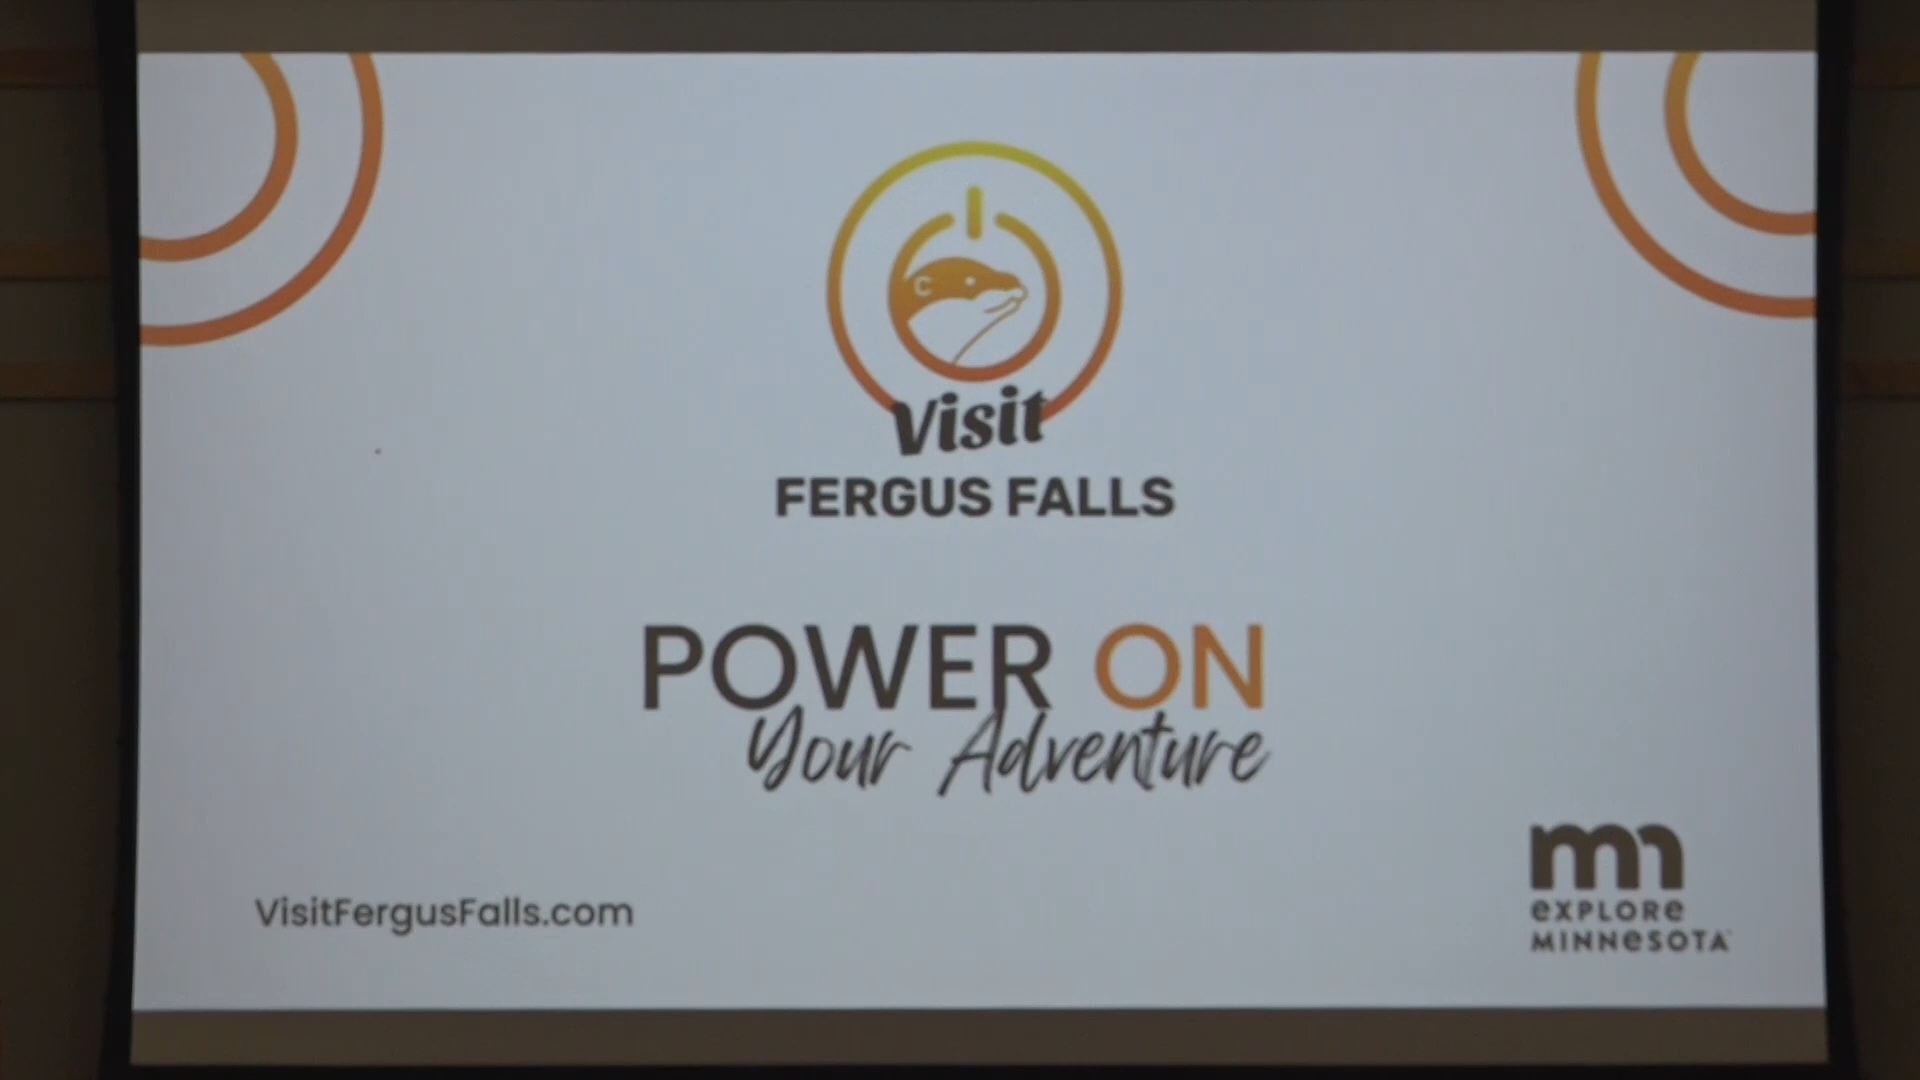 Visit
FERGUS FALLS
POWER ON
Your Adventure
VisitFergusFalls.com
mn
EXPLORE
MINNESOTA